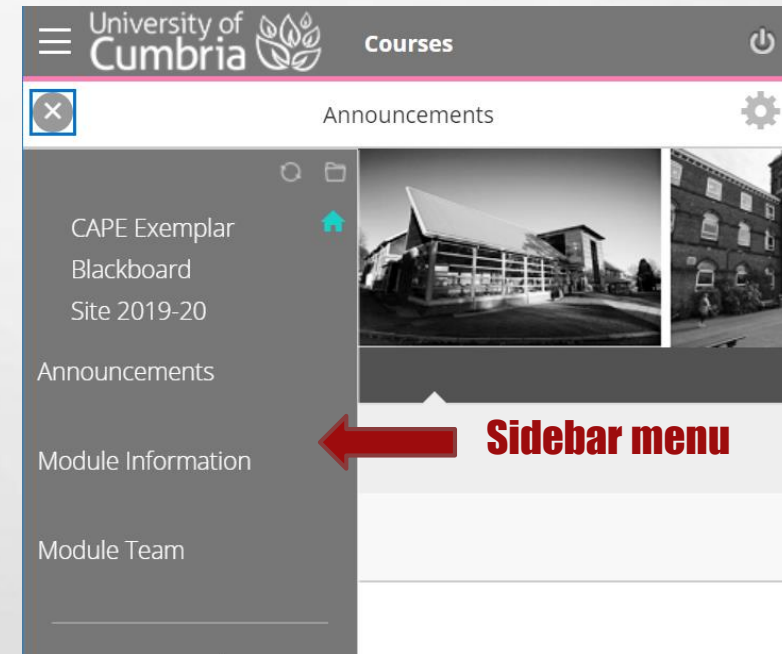 University of
Cumbria
Courses
Announcements
CAPE Exemplar
Blackboard
Site 2019-20
Announcements
Sidebar menu
Module Information
Module Team